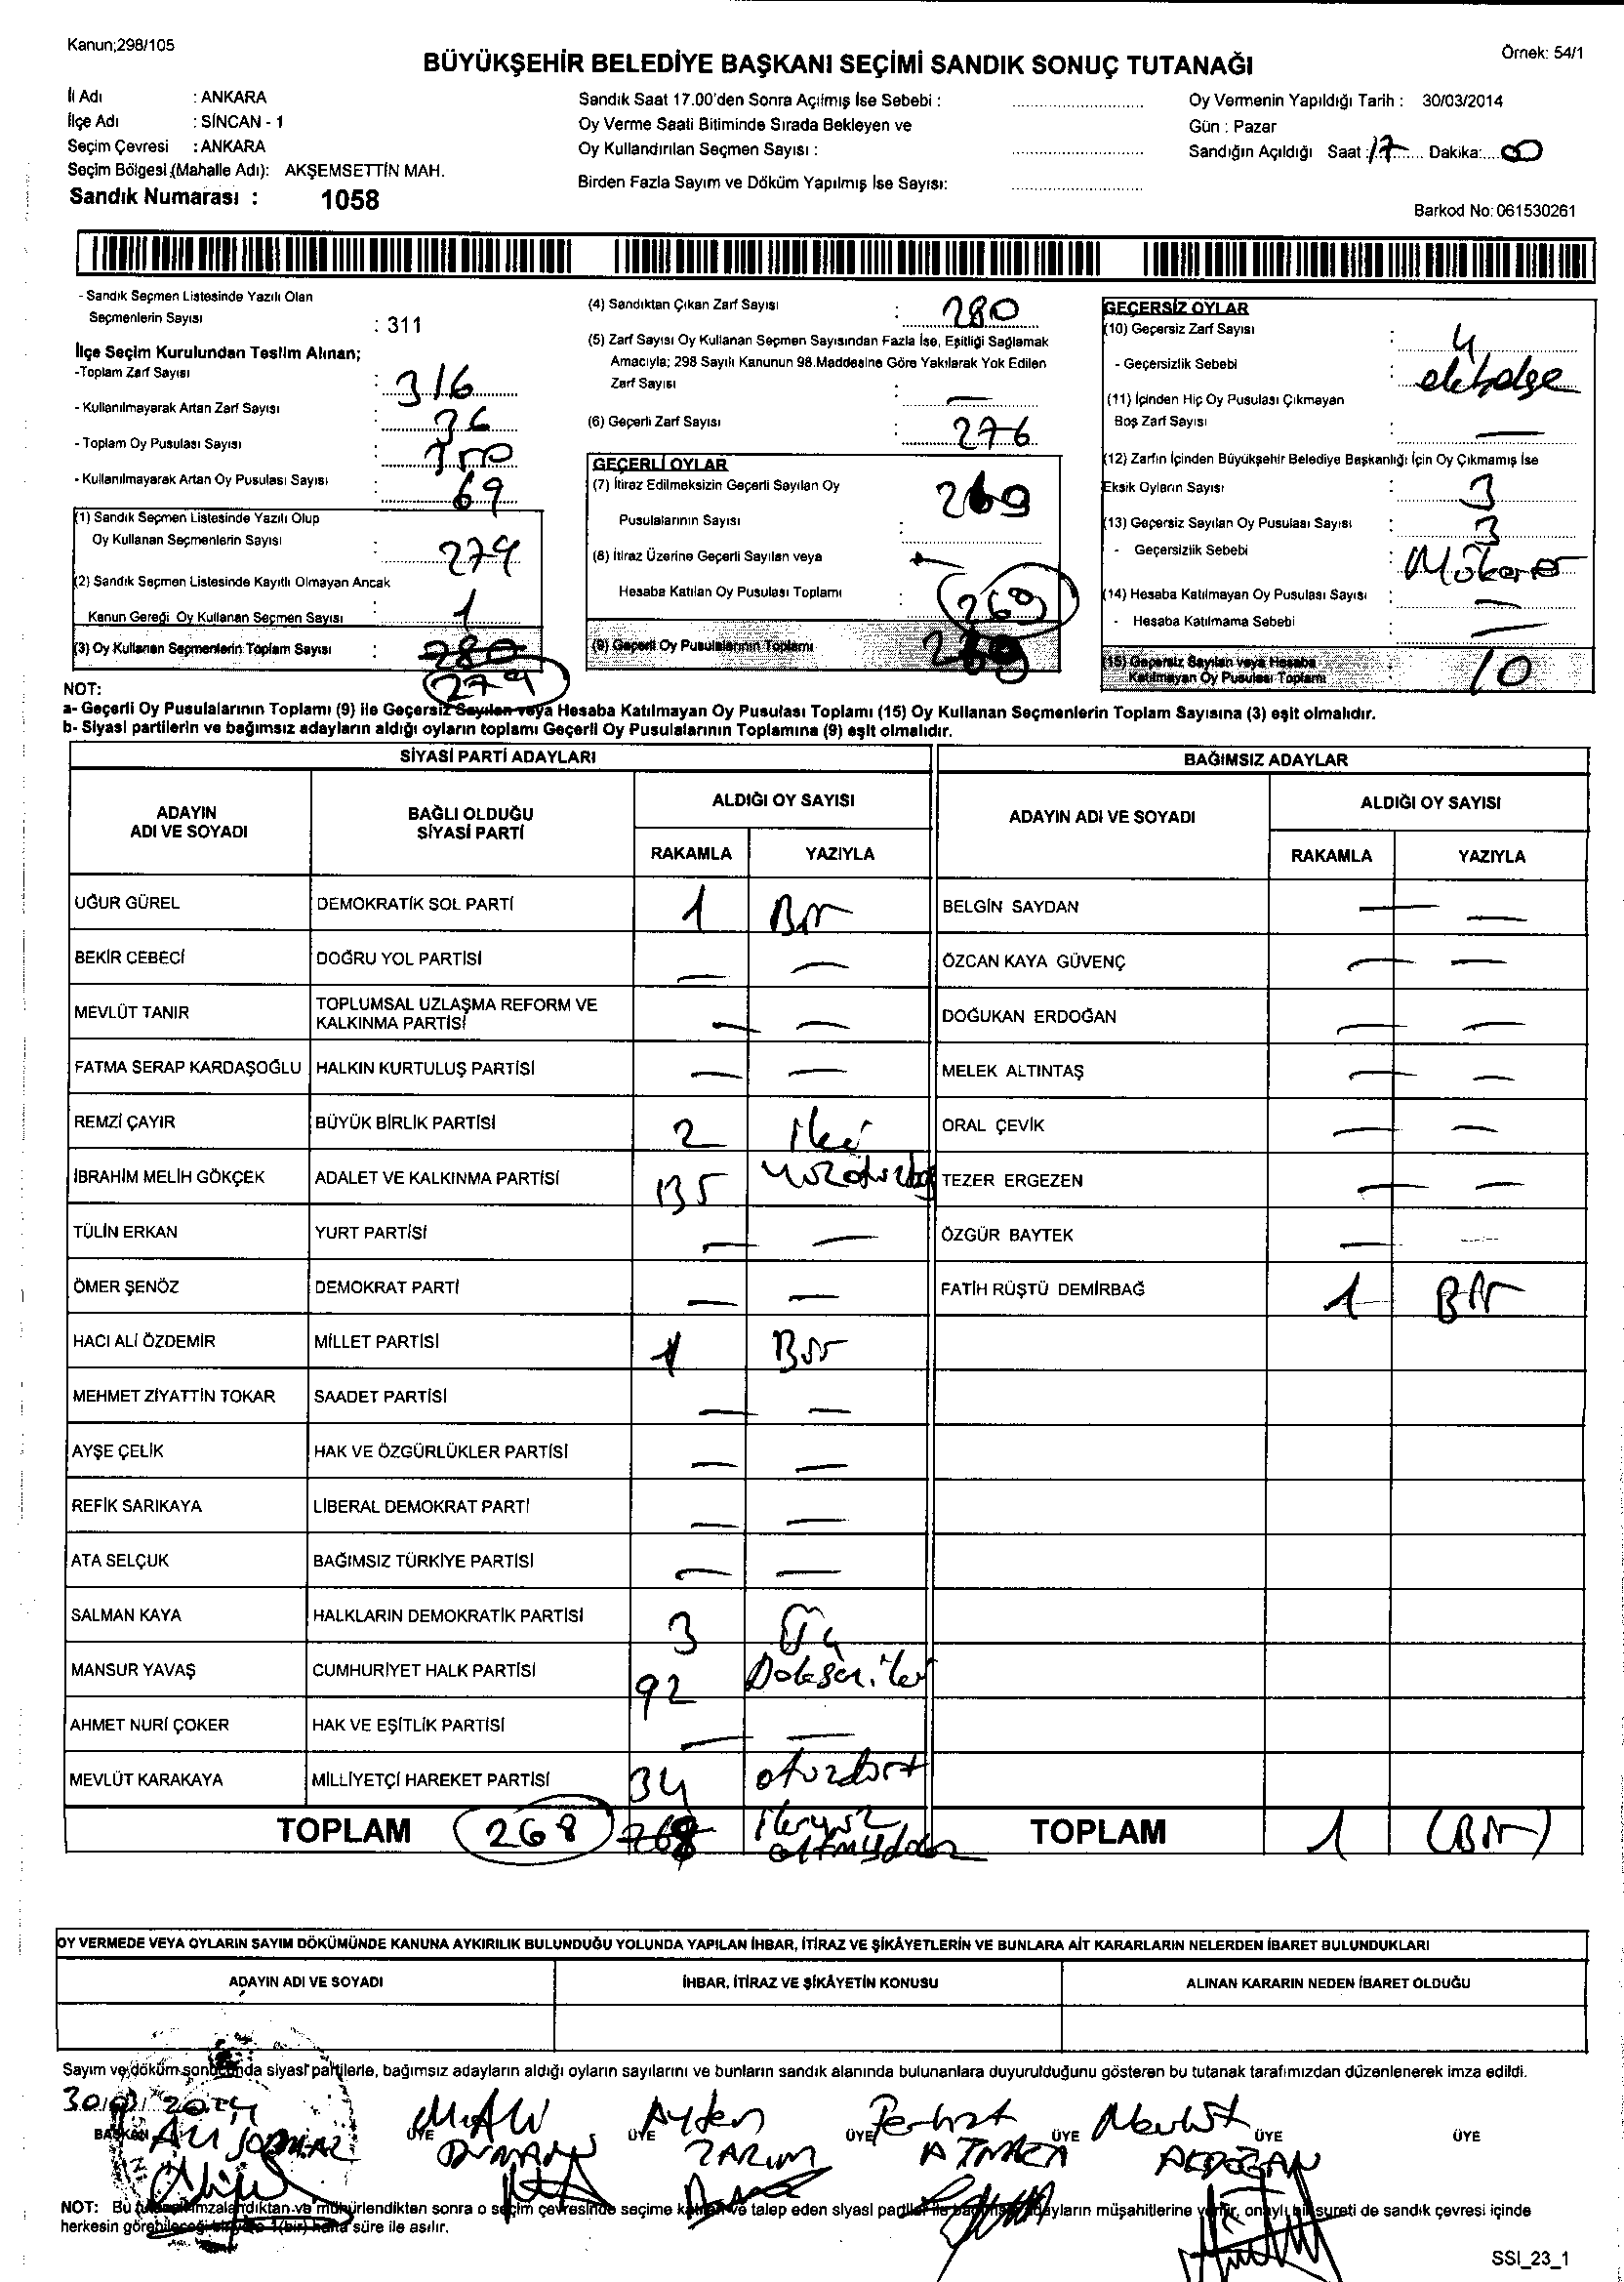 Kanun;298/105
Örnek: 54/1
BÜYÜKŞEHİR BELEDİYE BAŞKANI SEÇİMİ SANDIK SONUÇ TUTANAĞI
İl Adı : ANKARA
İlçe Adı : SİNCAN - 1
Seçim Çevresi : ANKARA
Seçim Bölgesi (Mahalle Adı): AKŞEMSETTİN MAH.
Sandık Numarası : 1058
Sandık Saat 17.00'den Sonra Açılmış İse Sebebi :
Oy Verme Saati Bitiminde Sırada Bekleyen ve
Oy Kullandırılan Seçmen Sayısı :
Birden Fazla Sayım ve Döküm Yapılmış İse Sayısı:
Oy Vermenin Yapıldığı Tarih : 30/03/2014
Gün : Pazar
Sandığın Açıldığı Saat : 17 Dakika: 00
Barkod No: 061530261
- Sandık Seçmen Listesinde Yazılı Olan
Seçmenlerin Sayısı : 311
İlçe Seçim Kurulundan Teslim Alınan;
-Toplam Zarf Sayısı : 316
- Kullanılmayarak Artan Zarf Sayısı : 36
- Toplam Oy Pusulası Sayısı :
- Kullanılmayarak Artan Oy Pusulası Sayısı : 69
(1) Sandık Seçmen Listesinde Yazılı Olup
Oy Kullanan Seçmenlerin Sayısı : 279
(2) Sandık Seçmen Listesinde Kayıtlı Olmayan Ancak
Kanun Gereği Oy Kullanan Seçmen Sayısı : 1
(3) Oy Kullanan Seçmenlerin Toplam Sayısı : 280
279
(4) Sandıktan Çıkan Zarf Sayısı : 280
(5) Zarf Sayısı Oy Kullanan Seçmen Sayısından Fazla İse, Eşitliği Sağlamak
Amacıyla; 298 Sayılı Kanunun 98.Maddesine Göre Yakılarak Yok Edilen
Zarf Sayısı : —
(6) Geçerli Zarf Sayısı : 276
GEÇERLİ OYLAR
(7) İtiraz Edilmeksizin Geçerli Sayılan Oy
Pusulalarının Sayısı : 269
(8) İtiraz Üzerine Geçerli Sayılan veya
Hesaba Katılan Oy Pusulası Toplamı : —
269
(9) Geçerli Oy Pusulalarının Toplamı
GEÇERSİZ OYLAR
(10) Geçersiz Zarf Sayısı : 4
- Geçersizlik Sebebi :
(11) İçinden Hiç Oy Pusulası Çıkmayan
Boş Zarf Sayısı : —
(12) Zarfın İçinden Büyükşehir Belediye Başkanlığı İçin Oy Çıkmamış İse
Eksik Oyların Sayısı : 3
(13) Geçersiz Sayılan Oy Pusulası Sayısı : 3
- Geçersizlik Sebebi :
(14) Hesaba Katılmayan Oy Pusulası Sayısı : —
- Hesaba Katılmama Sebebi : —
(15) Geçersiz Sayılan veya Hesaba
Katılmayan Oy Pusulası Toplamı : 10
NOT:
a- Geçerli Oy Pusulalarının Toplamı (9) ile Geçersiz Sayılan veya Hesaba Katılmayan Oy Pusulası Toplamı (15) Oy Kullanan Seçmenlerin Toplam Sayısına (3) eşit olmalıdır.
b- Siyasi partilerin ve bağımsız adayların aldığı oyların toplamı Geçerli Oy Pusulalarının Toplamına (9) eşit olmalıdır.
SİYASİ PARTİ ADAYLARI
BAĞIMSIZ ADAYLAR
ADAYIN ADI VE SOYADI
BAĞLI OLDUĞU SİYASİ PARTİ
ALDIĞI OY SAYISI
RAKAMLA YAZIYLA
ADAYIN ADI VE SOYADI
ALDIĞI OY SAYISI
RAKAMLA YAZIYLA
UĞUR GÜREL DEMOKRATİK SOL PARTİ 1 Bir BELGİN SAYDAN — —
BEKİR CEBECİ DOĞRU YOL PARTİSİ — — ÖZCAN KAYA GÜVENÇ — —
MEVLÜT TANIR TOPLUMSAL UZLAŞMA REFORM VE KALKINMA PARTİSİ — — DOĞUKAN ERDOĞAN — —
FATMA SERAP KARDAŞOĞLU HALKIN KURTULUŞ PARTİSİ — — MELEK ALTINTAŞ — —
REMZİ ÇAYIR BÜYÜK BİRLİK PARTİSİ 2 İki ORAL ÇEVİK — —
İBRAHİM MELİH GÖKÇEK ADALET VE KALKINMA PARTİSİ 135 Yüzotuzbeş TEZER ERGEZEN — —
TÜLİN ERKAN YURT PARTİSİ — — ÖZGÜR BAYTEK — —
ÖMER ŞENÖZ DEMOKRAT PARTİ — — FATİH RÜŞTÜ DEMİRBAĞ 1 Bir
HACI ALİ ÖZDEMİR MİLLET PARTİSİ 1 Bir
MEHMET ZİYATTİN TOKAR SAADET PARTİSİ — —
AYŞE ÇELİK HAK VE ÖZGÜRLÜKLER PARTİSİ — —
REFİK SARIKAYA LİBERAL DEMOKRAT PARTİ — —
ATA SELÇUK BAĞIMSIZ TÜRKİYE PARTİSİ — —
SALMAN KAYA HALKLARIN DEMOKRATİK PARTİSİ 3 Üç
MANSUR YAVAŞ CUMHURİYET HALK PARTİSİ 92 Doksaniki
AHMET NURİ ÇOKER HAK VE EŞİTLİK PARTİSİ — —
MEVLÜT KARAKAYA MİLLİYETÇİ HAREKET PARTİSİ 34 otuzdört
TOPLAM 268 268 ikiyüz altmışsekiz TOPLAM 1 (Bir)
OY VERMEDE VEYA OYLARIN SAYIM DÖKÜMÜNDE KANUNA AYKIRILIK BULUNDUĞU YOLUNDA YAPILAN İHBAR, İTİRAZ VE ŞİKÂYETLERİN VE BUNLARA AİT KARARLARIN NELERDEN İBARET BULUNDUKLARI
ADAYIN ADI VE SOYADI İHBAR, İTİRAZ VE ŞİKÂYETİN KONUSU ALINAN KARARIN NEDEN İBARET OLDUĞU
Sayım ve döküm sonucunda siyasi partilerle, bağımsız adayların aldığı oyların sayılarını ve bunların sandık alanında bulunanlara duyurulduğunu gösteren bu tutanak tarafımızdan düzenlenerek imza edildi.
30/03/2014
BAŞKAN ÜYE ÜYE ÜYE ÜYE ÜYE ÜYE
Ayten Ferhat Mevlüt
ATMACA AKDOĞAN
NOT: Bu tutanak imzalandıktan ve mühürlendikten sonra o seçim çevresinde seçime katılan ve talep eden siyasi partiler ile bağımsız adayların müşahitlerine verilir, onaylı bir sureti de sandık çevresi içinde
herkesin görebileceği bir yere 1(bir) hafta süre ile asılır.
SSI_23_1